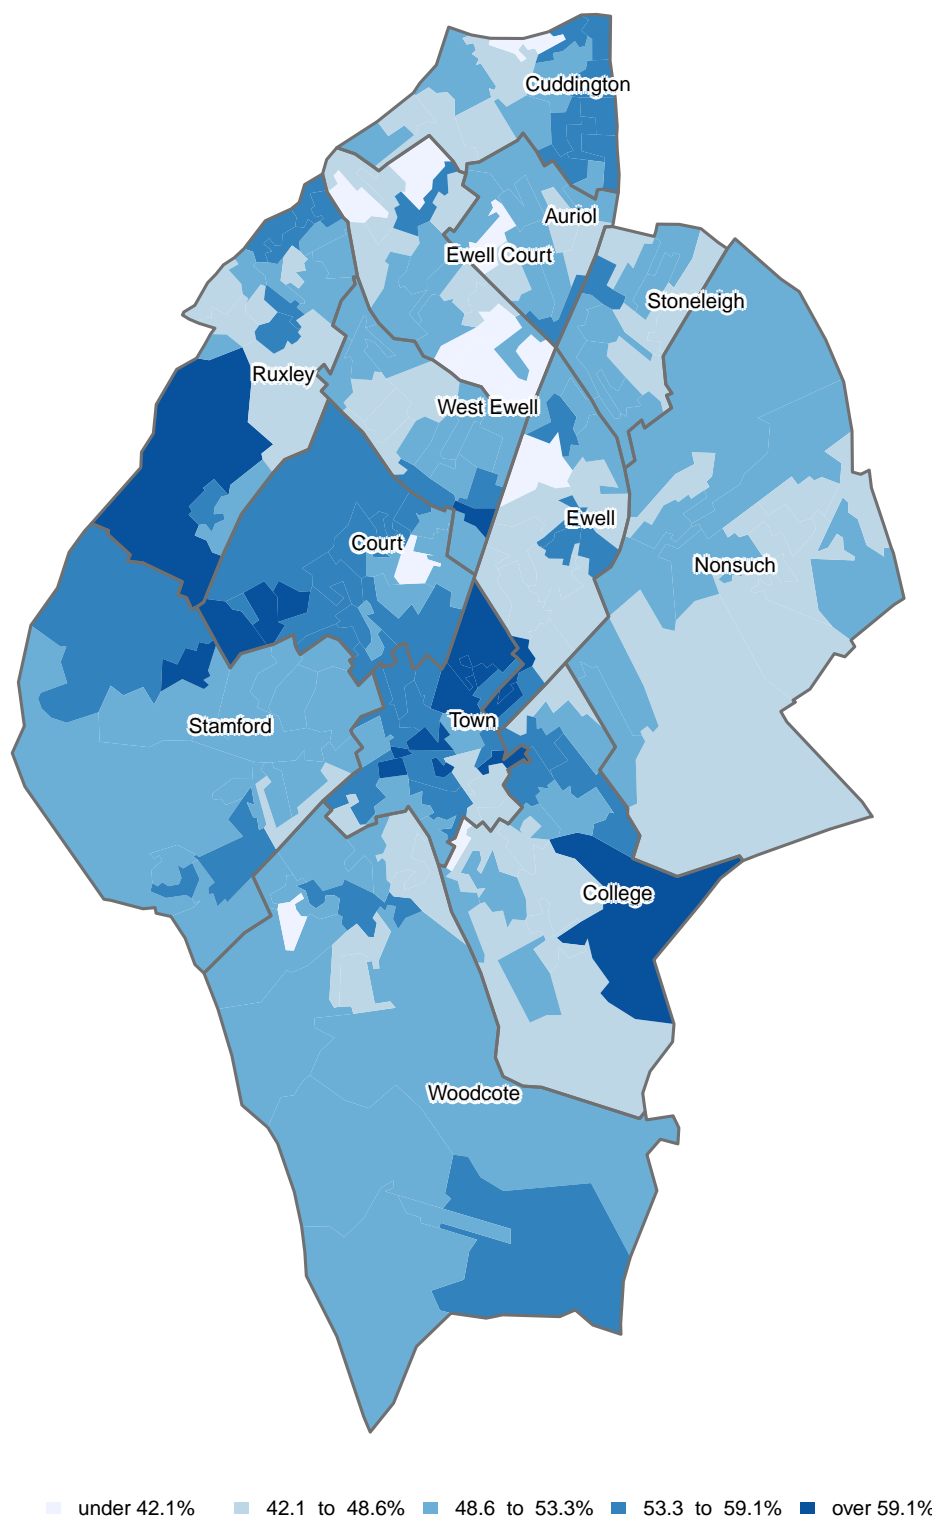 Cuddington
Auriol
Ewell Court
Stoneleigh
Ruxley
West Ewell
Ewell
Court
Nonsuch
Town
Stamford
College
Woodcote
under 42.1% 42.1 to 48.6% 48.6 to 53.3% 53.3 to 59.1% over 59.1%